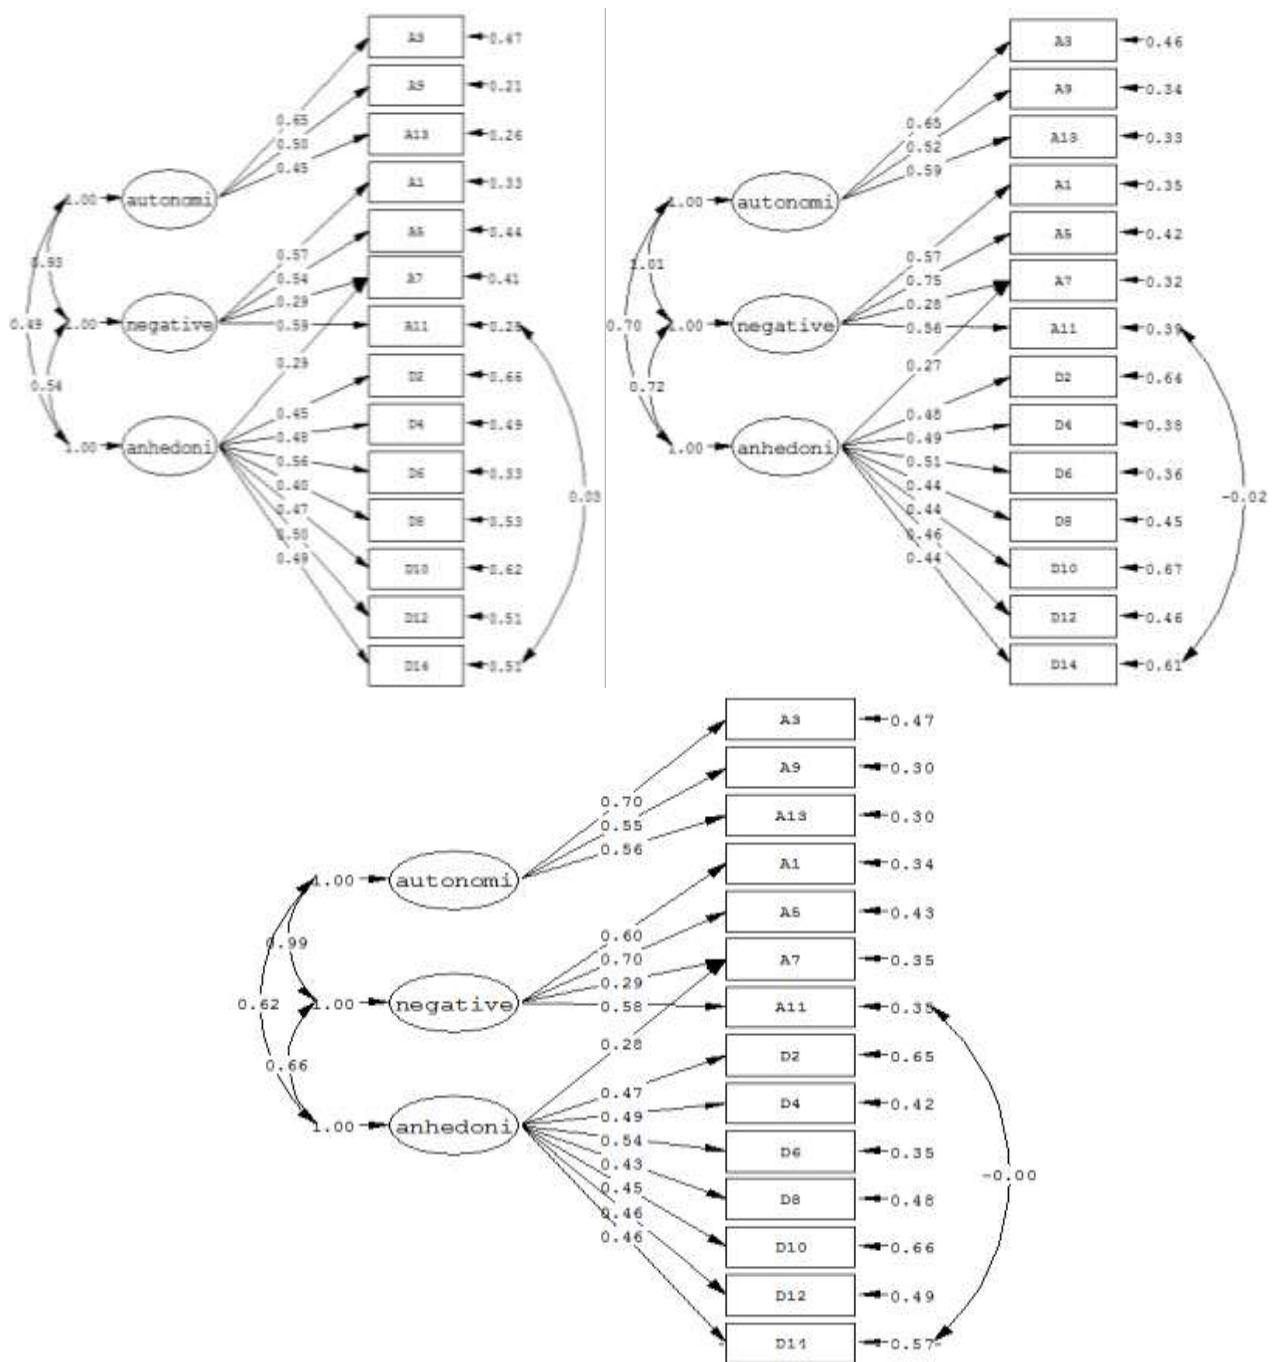 A3 0.47
A9 0.21
0.65
0.50
A13 0.26
0.45
A1 0.33
1.00 autonomi
A5 0.44
0.57
0.54
A7 0.41
0.93
0.29
0.49 1.00 negative
0.59
A11
0.29
D2 0.66
0.54
0.45
D4 0.49
0.48
1.00 anhedoni
0.56
D6 0.33
0.40
0.03
0.47
D8 0.53
0.50
0.49
D10 0.62
D12 0.51
D14 0.51
A3 0.46
A9 0.34
0.65
0.52
A13 0.33
0.59
A1 0.35
1.00 autonomi
A5 0.42
0.57
1.01
0.75
A7 0.32
0.28
0.70 1.00 negative
0.56
A11 0.39
0.27
D2 0.64
0.72
0.48
D4 0.38
0.49
1.00 anhedoni
0.51
D6 0.36
0.44
-0.02
0.44
D8 0.45
0.46
0.44
D10 0.67
D12 0.46
D14 0.61
A3 0.47
A9 0.30
0.70
0.55
A13 0.30
0.56
A1 0.34
1.00 autonomi
A5 0.43
0.60
0.99
0.70
A7 0.35
0.29
0.62 1.00 negative
0.58
A11
0.28
D2 0.65
0.66
0.47
D4 0.42
0.49
1.00 anhedoni
0.54
D6 0.35
0.43
-0.00
0.45
D8 0.48
0.46
0.46
D10 0.66
D12 0.49
D14 0.57